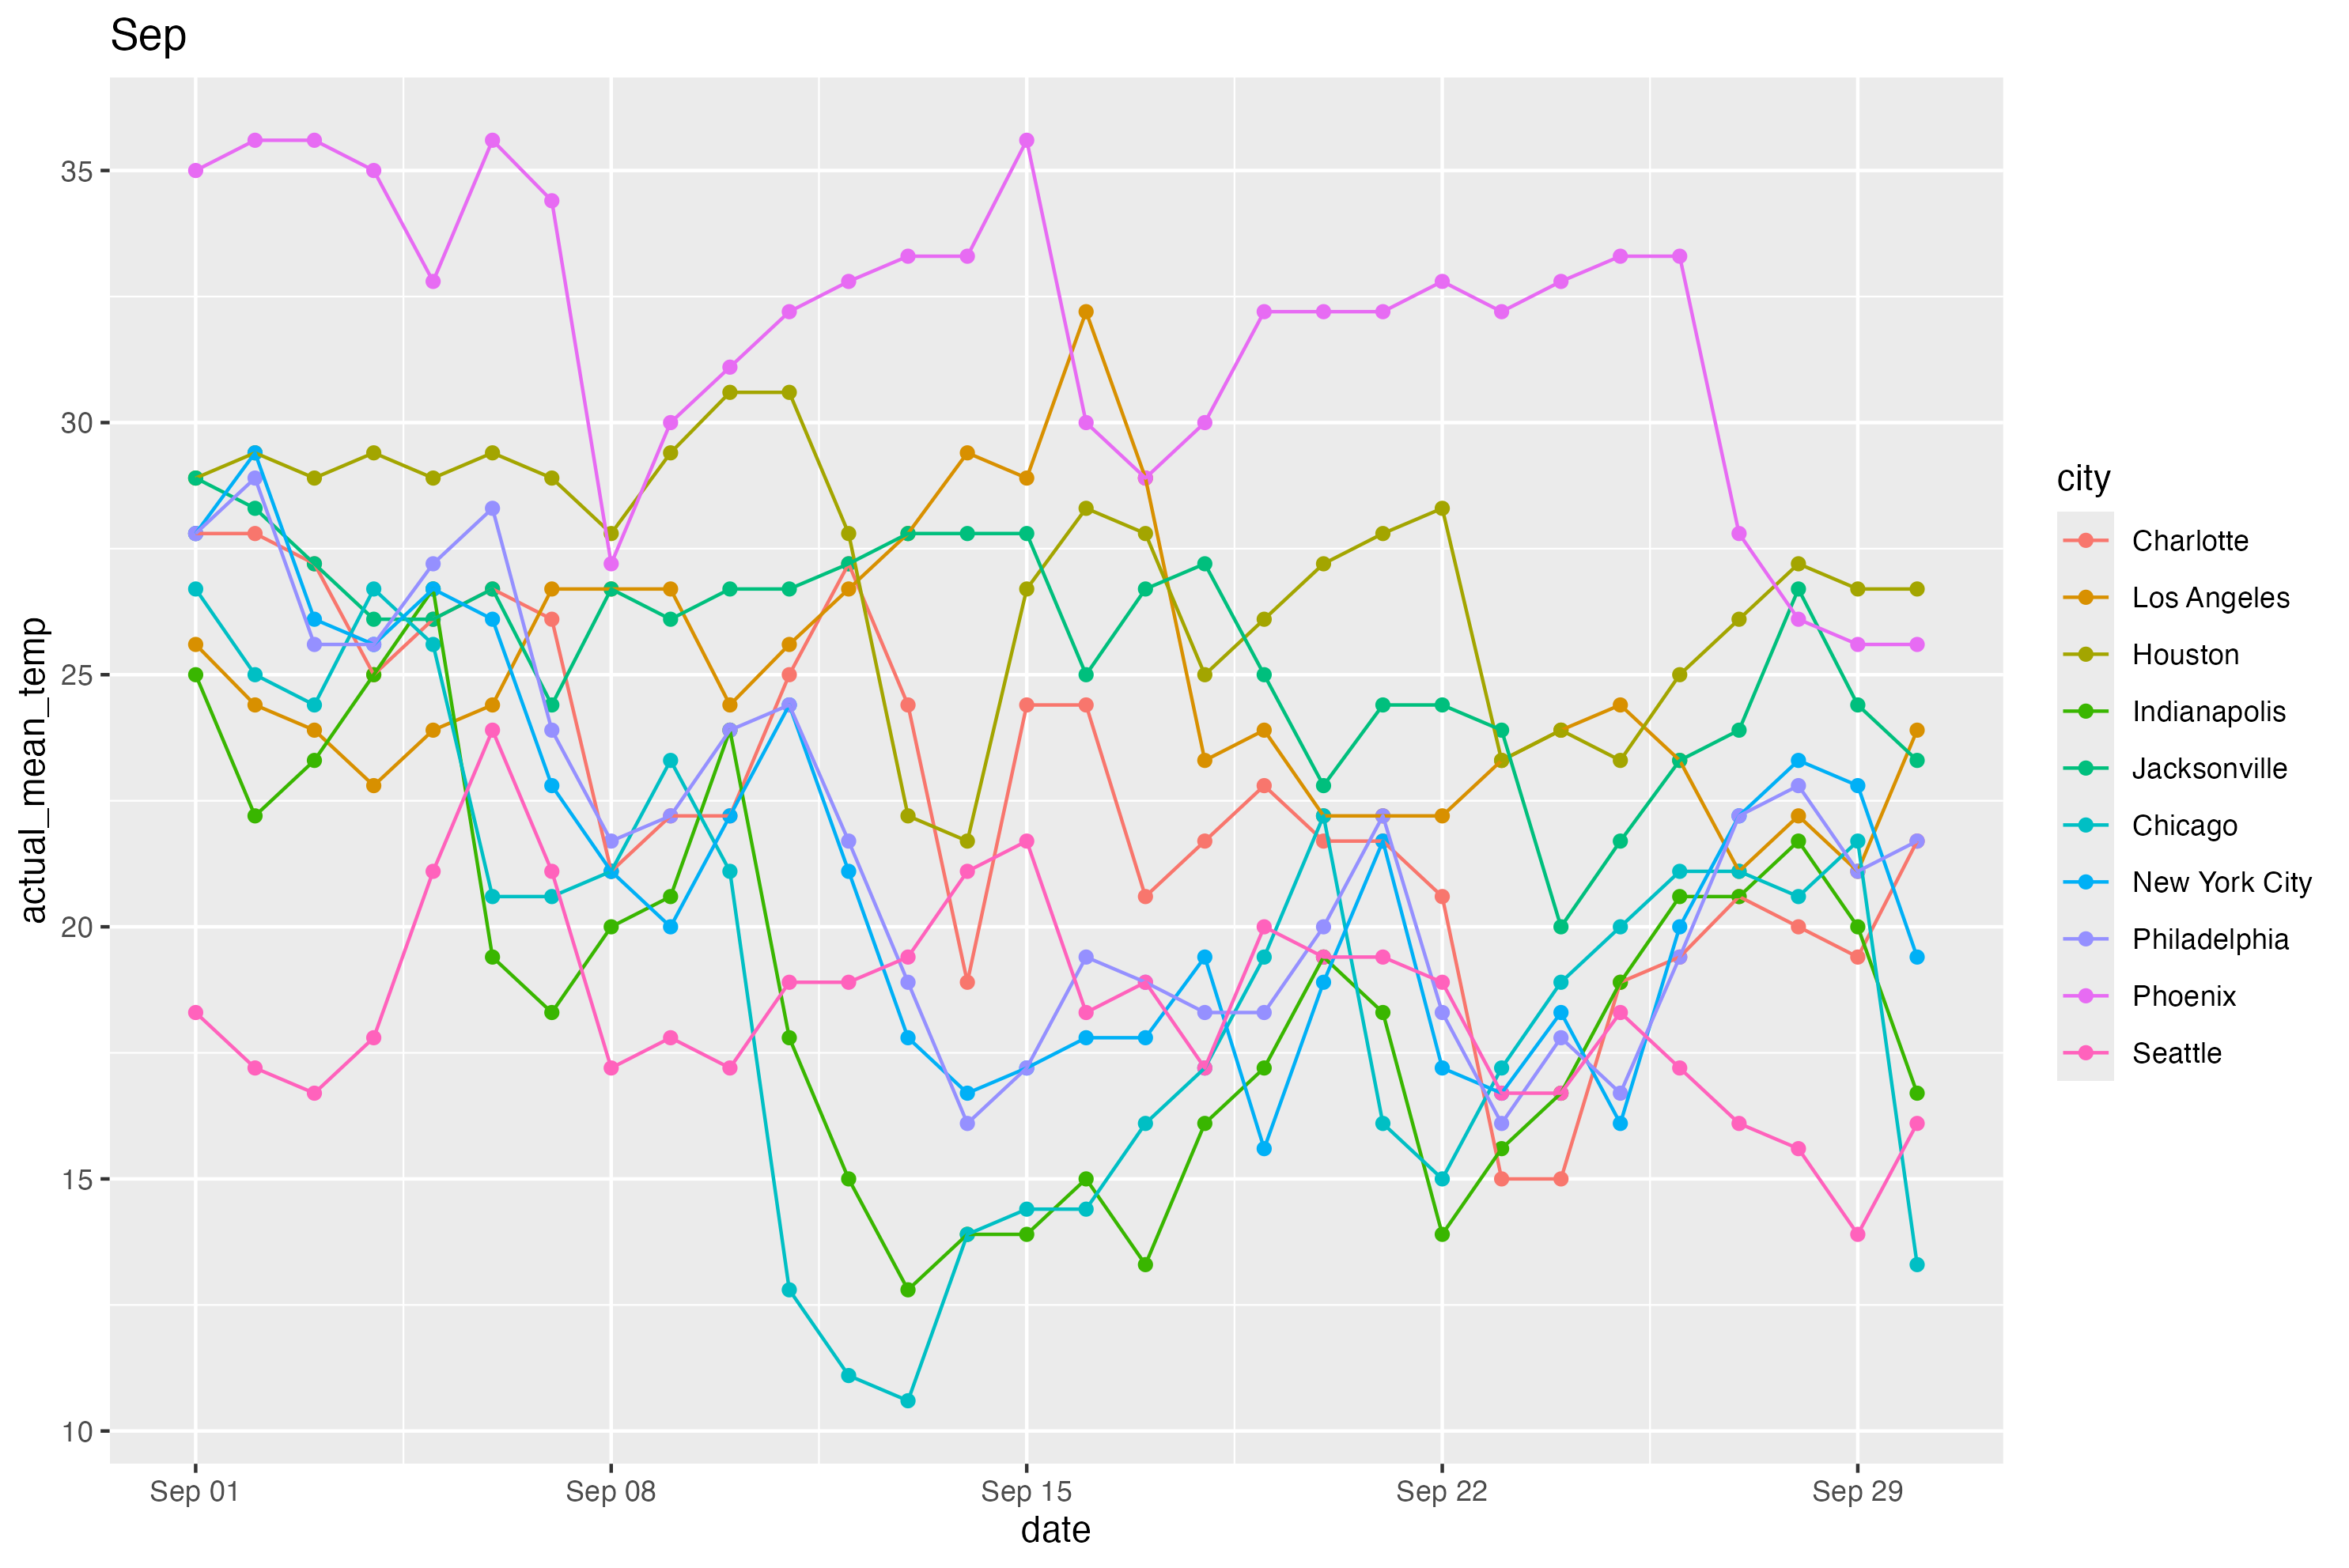 Sep
35
30
25
20
15
10
actual_mean_temp
Sep 01
Sep 08
Sep 15
Sep 22
Sep 29
date
city
Charlotte
Los Angeles
Houston
Indianapolis
Jacksonville
Chicago
New York City
Philadelphia
Phoenix
Seattle